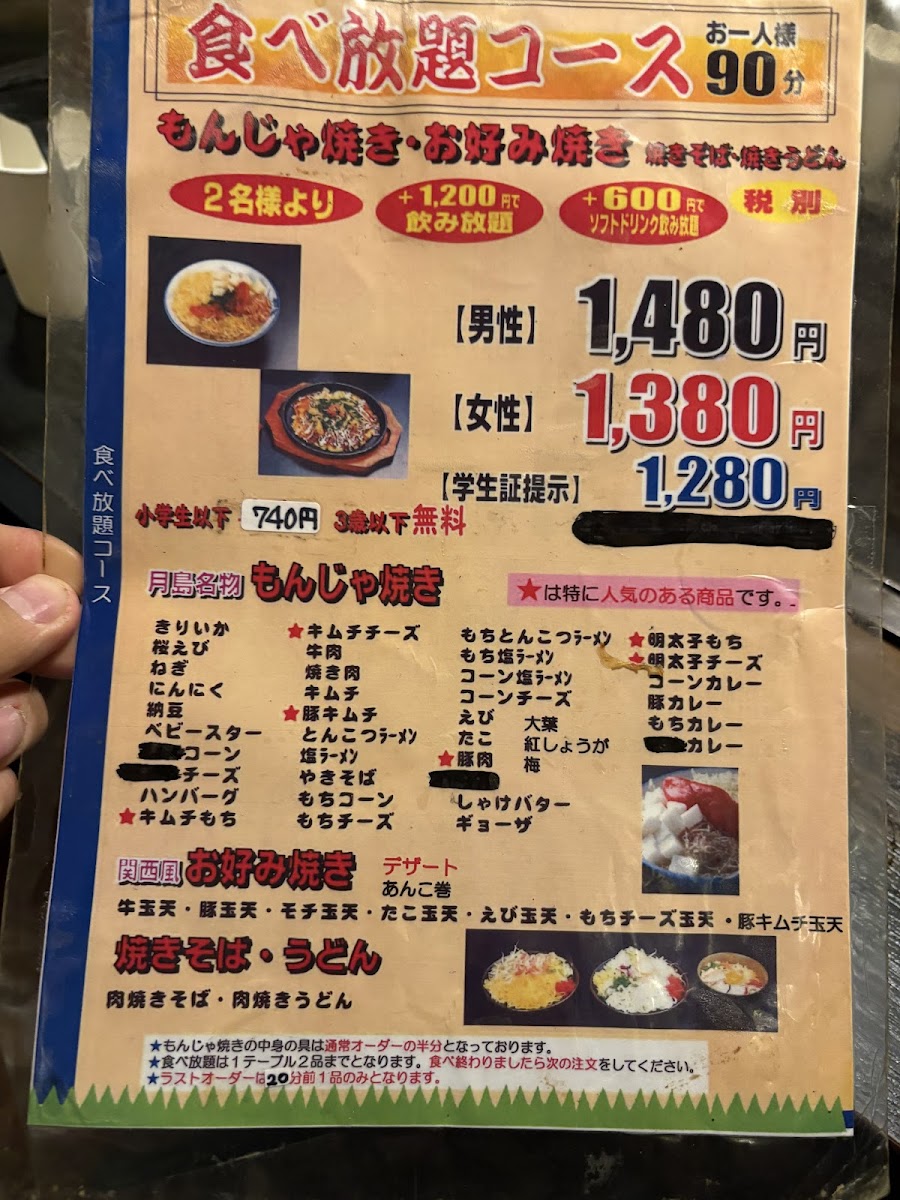 食べ放題コース
お一人様
90分
もんじゃ焼き・お好み焼き 焼きそば・焼きうどん
2名様より
+1,200円で
飲み放題
+600円で
ソフトドリンク飲み放題
税別
【男性】 1,480円
【女性】 1,380円
【学生証提示】 1,280円
小学生以下 740円 3歳以下無料
食べ放題コース
月島名物 もんじゃ焼き
★は特に人気のある商品です。
きりいか
桜えび
ねぎ
にんにく
納豆
ベビースター
コーン
チーズ
ハンバーグ
★キムチもち
★キムチチーズ
牛肉
焼き肉
キムチ
★豚キムチ
とんこつラーメン
塩ラーメン
やきそば
もちコーン
もちチーズ
もちとんこつラーメン
もち塩ラーメン
コーン塩ラーメン
コーンチーズ
えび
たこ
★豚肉
しゃけバター
ギョーザ
大葉
紅しょうが
梅
★明太子もち
★明太子チーズ
コーンカレー
豚カレー
もちカレー
カレー
関西風 お好み焼き
デザート
あんこ巻
牛玉天・豚玉天・モチ玉天・たこ玉天・えび玉天・もちチーズ玉天・豚キムチ玉天
焼きそば・うどん
肉焼きそば・肉焼きうどん
★もんじゃ焼きの中身の具は通常オーダーの半分となっております。
★食べ放題は1テーブル2品までとなります。食べ終わりましたら次の注文をしてください。
★ラストオーダーは20分前1品のみとなります。